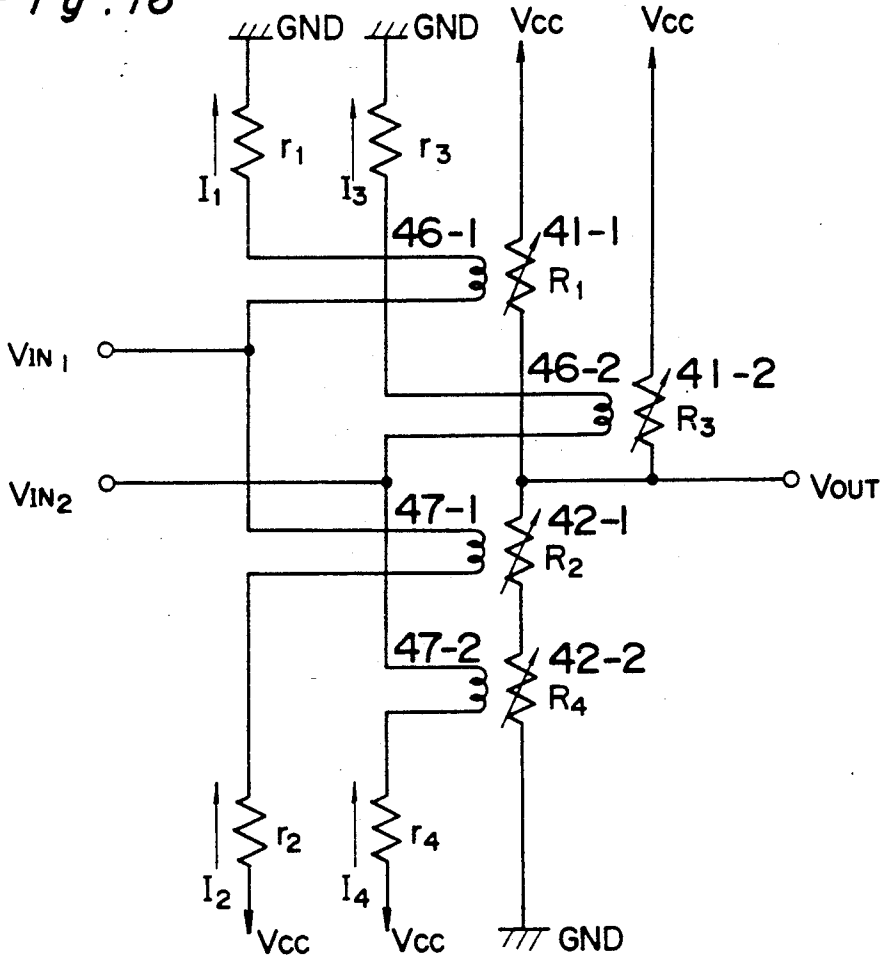 GND GND VCC VCC
r1 r3
I1 I3
46-1 41-1
R1
VIN1
46-2 41-2
R3
VIN2 VOUT
47-1 42-1
R2
47-2 42-2
R4
r2 r4
I2 I4
VCC VCC GND